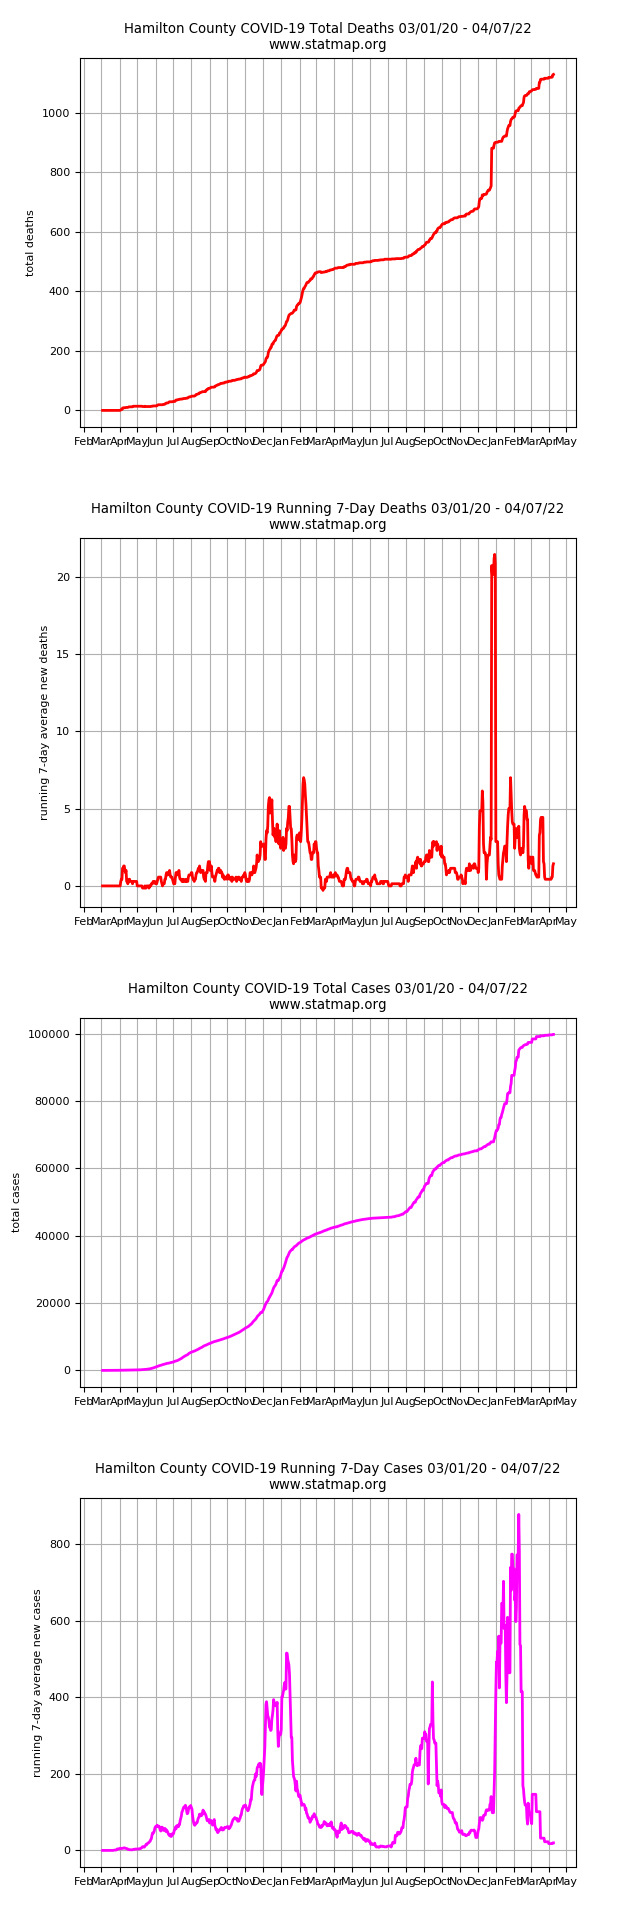 Hamilton County COVID-19 Total Deaths 03/01/20 - 04/07/22
www.statmap.org
total deaths
1000
800
600
400
200
0
Feb Mar Apr May Jun Jul Aug Sep Oct Nov Dec Jan Feb Mar Apr May Jun Jul Aug Sep Oct Nov Dec Jan Feb Mar Apr May
Hamilton County COVID-19 Running 7-Day Deaths 03/01/20 - 04/07/22
www.statmap.org
running 7-day average new deaths
20
15
10
5
0
Feb Mar Apr May Jun Jul Aug Sep Oct Nov Dec Jan Feb Mar Apr May Jun Jul Aug Sep Oct Nov Dec Jan Feb Mar Apr May
Hamilton County COVID-19 Total Cases 03/01/20 - 04/07/22
www.statmap.org
total cases
100000
80000
60000
40000
20000
0
Feb Mar Apr May Jun Jul Aug Sep Oct Nov Dec Jan Feb Mar Apr May Jun Jul Aug Sep Oct Nov Dec Jan Feb Mar Apr May
Hamilton County COVID-19 Running 7-Day Cases 03/01/20 - 04/07/22
www.statmap.org
running 7-day average new cases
800
600
400
200
0
Feb Mar Apr May Jun Jul Aug Sep Oct Nov Dec Jan Feb Mar Apr May Jun Jul Aug Sep Oct Nov Dec Jan Feb Mar Apr May